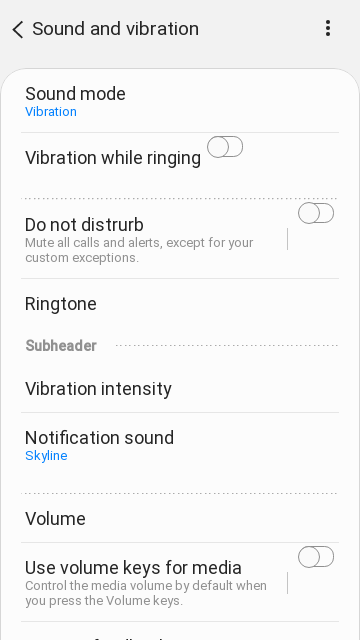 Sound and vibration
Sound mode
Vibration
Vibration while ringing
Do not distrurb
Mute all calls and alerts, except for your
custom exceptions.
Ringtone
Subheader
Vibration intensity
Notification sound
Skyline
Volume
Use volume keys for media
Control the media volume by default when
you press the Volume keys.